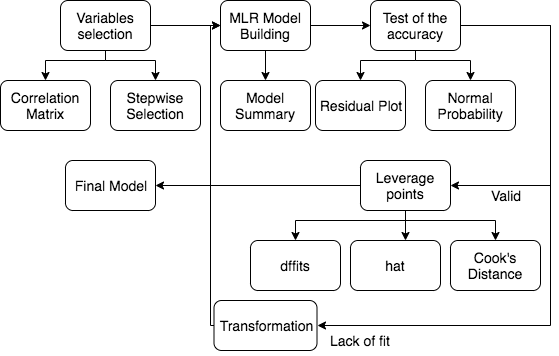 Variables
selection
MLR Model
Building
Test of the
accuracy
Correlation
Matrix
Stepwise
Selection
Model
Summary
Residual Plot
Normal
Probability
Final Model
Leverage
points
Valid
dffits
hat
Cook's
Distance
Transformation
Lack of fit